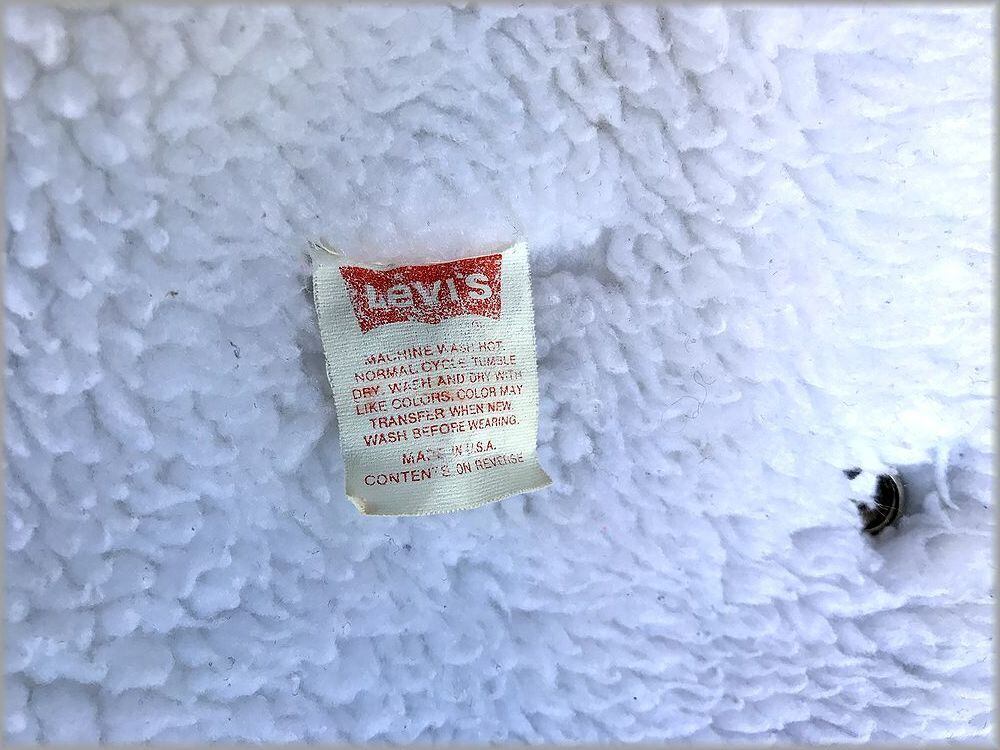 Levi's
MACHINE WASH HOT
NORMAL CYCLE TUMBLE
DRY. WASH AND DRY WITH
LIKE COLORS. COLOR MAY
TRANSFER WHEN NEW
WASH BEFORE WEARING.
MADE IN U.S.A.
CONTENTS ON REVERSE